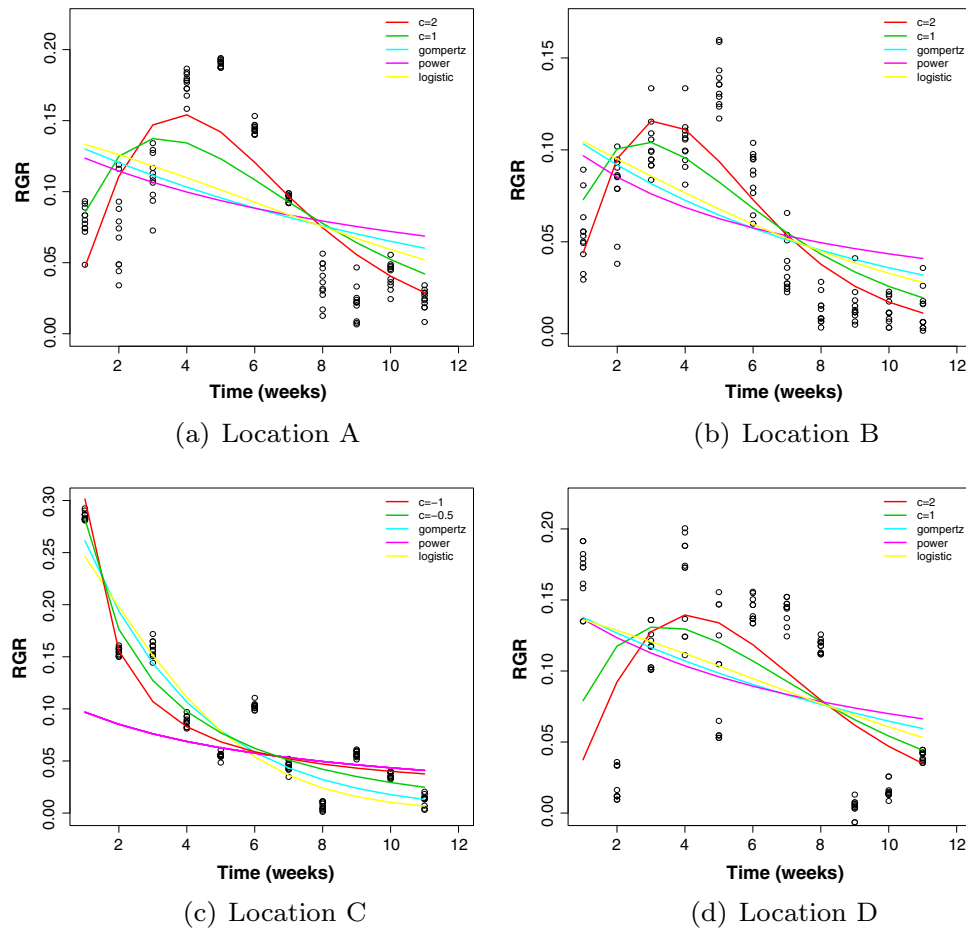 c=2
c=1
gompertz
power
logistic
RGR
0.20
0.15
0.10
0.05
0.00
2 4 6 8 10 12
Time (weeks)
(a) Location A
c=2
c=1
gompertz
power
logistic
RGR
0.15
0.10
0.05
0.00
2 4 6 8 10 12
Time (weeks)
(b) Location B
c=−1
c=−0.5
gompertz
power
logistic
RGR
0.30
0.25
0.20
0.15
0.10
0.05
0.00
2 4 6 8 10 12
Time (weeks)
(c) Location C
c=2
c=1
gompertz
power
logistic
RGR
0.20
0.15
0.10
0.05
0.00
2 4 6 8 10 12
Time (weeks)
(d) Location D